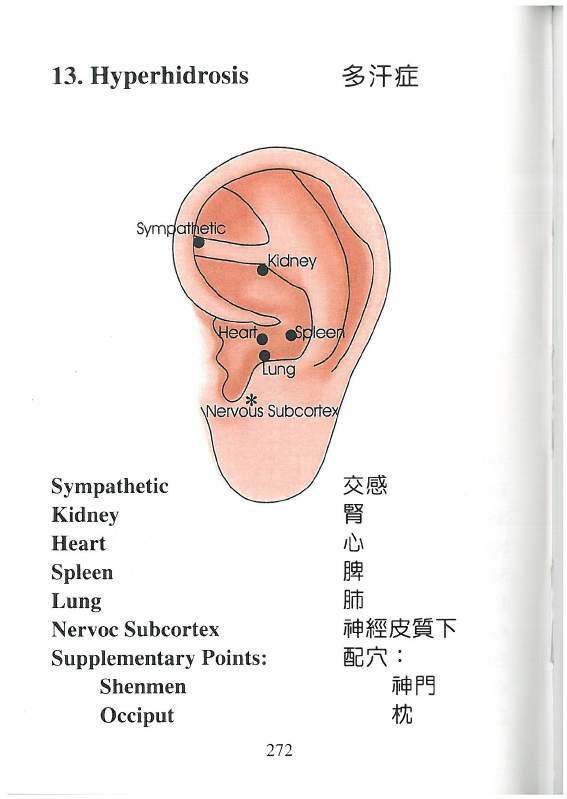 13. Hyperhidrosis 多汗症
Sympathetic
Kidney
Heart Spleen
Lung
*
Nervous Subcortex
Sympathetic 交感
Kidney 腎
Heart 心
Spleen 脾
Lung 肺
Nervoc Subcortex 神經皮質下
Supplementary Points: 配穴：
Shenmen 神門
Occiput 枕
272